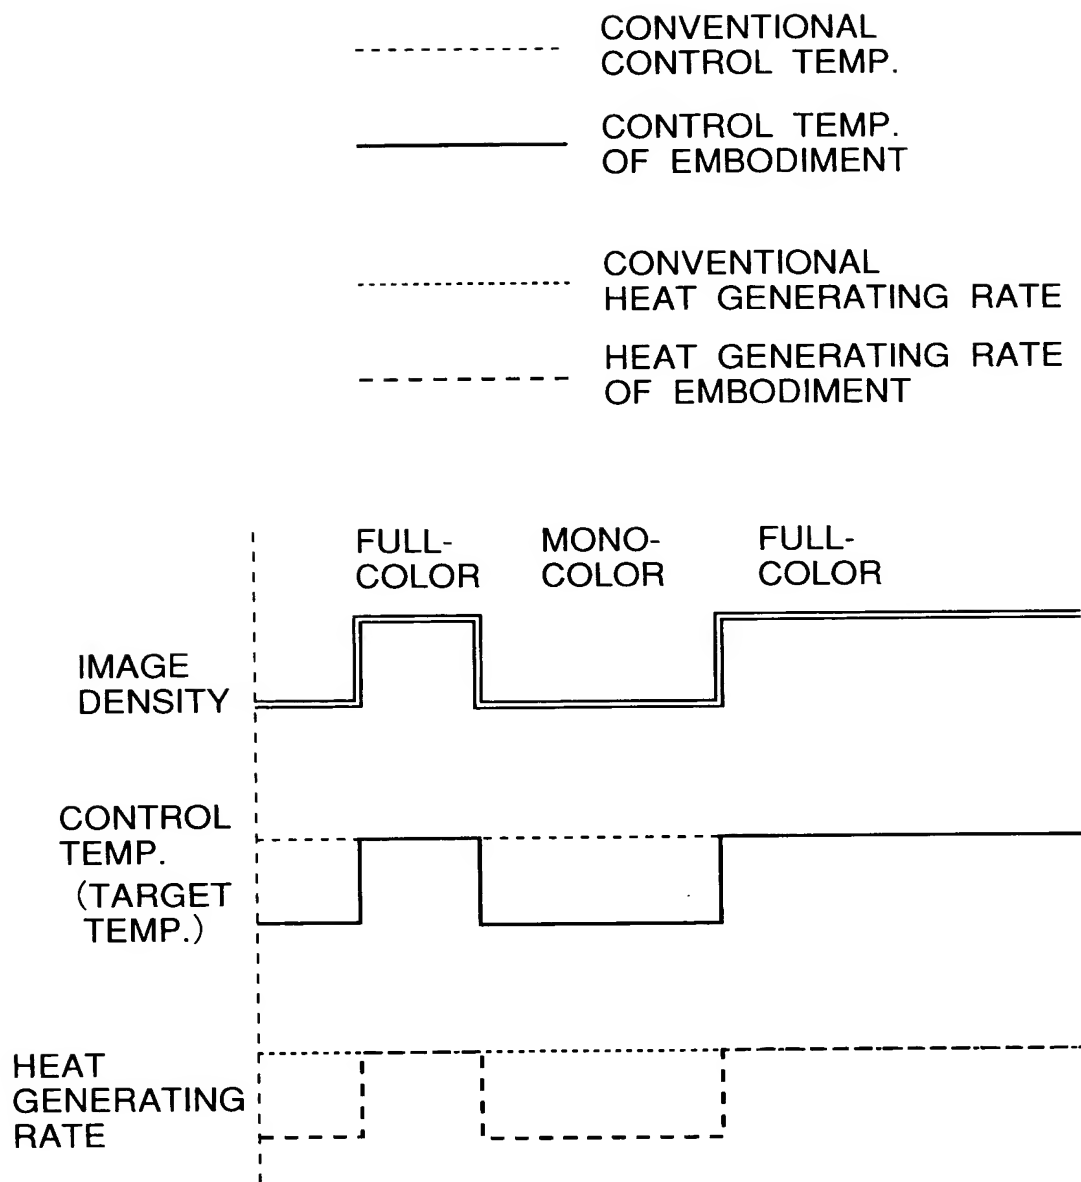 CONVENTIONAL
CONTROL TEMP.
CONTROL TEMP.
OF EMBODIMENT
CONVENTIONAL
HEAT GENERATING RATE
HEAT GENERATING RATE
OF EMBODIMENT
FULL-
COLOR
MONO-
COLOR
FULL-
COLOR
IMAGE
DENSITY
CONTROL
TEMP.
(TARGET
TEMP.)
HEAT
GENERATING
RATE